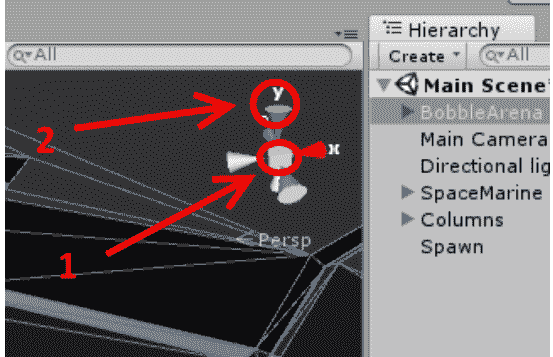 Hierarchy
All
Create All
Main Scene*
BobbleArena
y
2
Main Camera
x
Directional lig
SpaceMarine
Columns
Persp
1
Spawn